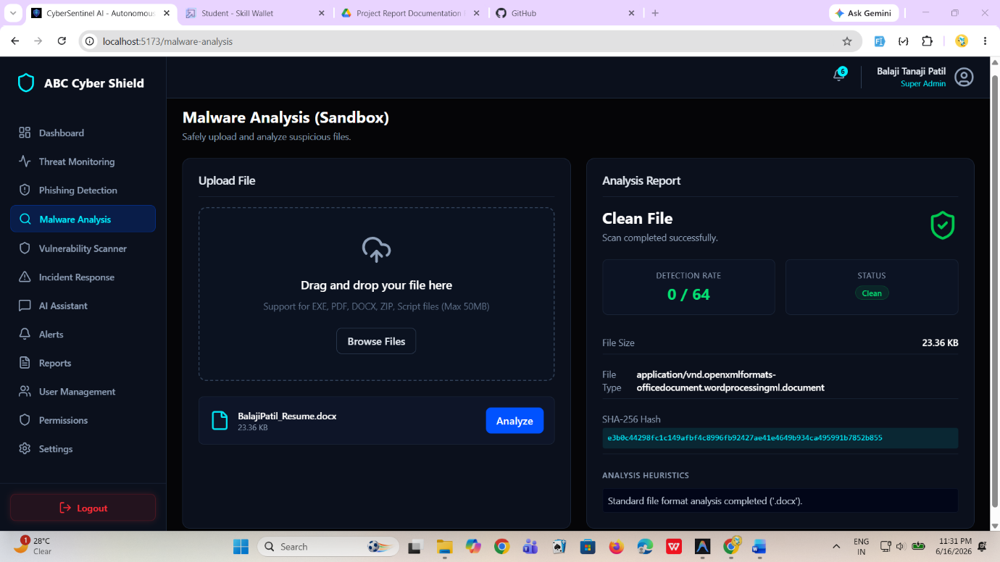 CyberSentinel AI - Autonomous
Student - Skill Wallet
Project Report Documentation
GitHub
Ask Gemini
localhost:5173/malware-analysis
ABC Cyber Shield
6
Balaji Tanaji Patil
Super Admin
Dashboard
Threat Monitoring
Phishing Detection
Malware Analysis
Vulnerability Scanner
Incident Response
AI Assistant
Alerts
Reports
User Management
Permissions
Settings
Logout
Malware Analysis (Sandbox)
Safely upload and analyze suspicious files.
Upload File
Drag and drop your file here
Support for EXE, PDF, DOCX, ZIP, Script files (Max 50MB)
Browse Files
BalajiPatil_Resume.docx
23.36 KB
Analyze
Analysis Report
Clean File
Scan completed successfully.
DETECTION RATE
0 / 64
STATUS
Clean
File Size
23.36 KB
File Type
application/vnd.openxmlformats-
officedocument.wordprocessingml.document
SHA-256 Hash
e3b0c44298fc1c149afbf4c8996fb92427ae41e4649b934ca495991b7852b855
ANALYSIS HEURISTICS
Standard file format analysis completed ('.docx').
1
28°C
Clear
Search
ENG
IN
11:31 PM
6/16/2026